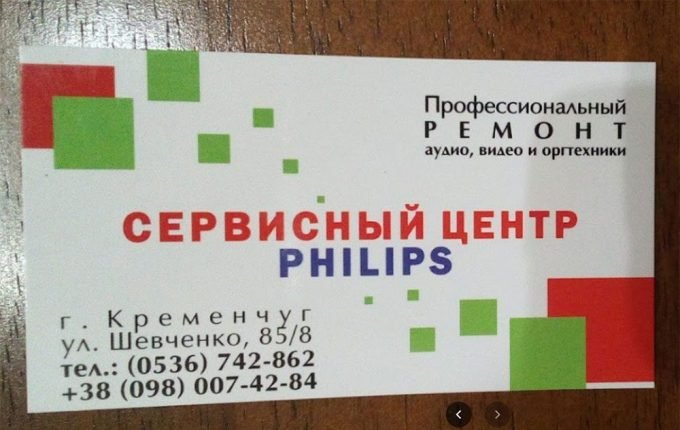 Профессиональный
РЕМОНТ
аудио, видео и оргтехники
СЕРВИСНЫЙ ЦЕНТР
PHILIPS
г. Кременчуг
ул. Шевченко, 85/8
тел.: (0536) 742-862
+38 (098) 007-42-84